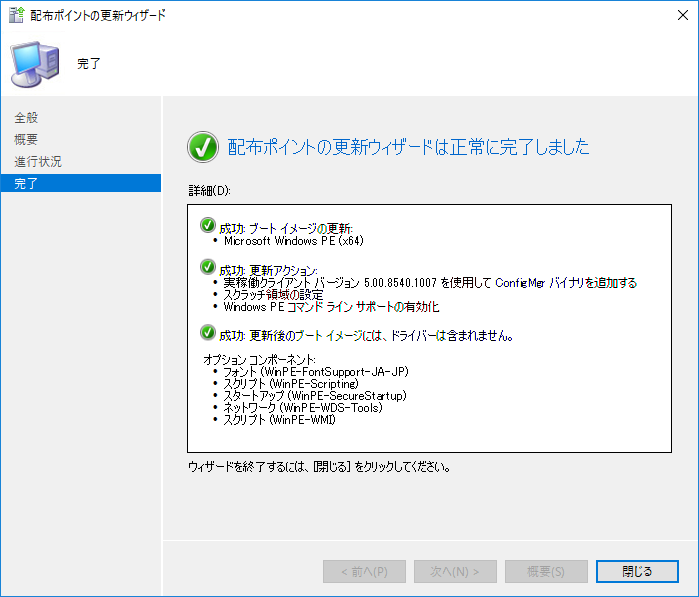 配布ポイントの更新ウィザード
完了
全般
概要
進行状況
完了
配布ポイントの更新ウィザードは正常に完了しました
詳細(D):
成功: ブート イメージの更新:
• Microsoft Windows PE (x64)
成功: 更新アクション:
• 実稼働クライアント バージョン 5.00.8540.1007 を使用して ConfigMgr バイナリを追加する
• スクラッチ領域の設定
• Windows PE コマンド ライン サポートの有効化
成功: 更新後のブート イメージには、ドライバーは含まれません。
オプション コンポーネント:
• フォント (WinPE-FontSupport-JA-JP)
• スクリプト (WinPE-Scripting)
• スタートアップ (WinPE-SecureStartup)
• ネットワーク (WinPE-WDS-Tools)
• スクリプト (WinPE-WMI)
ウィザードを終了するには、[閉じる] をクリックしてください。
< 前へ(P)
次へ(N) >
概要(S)
閉じる